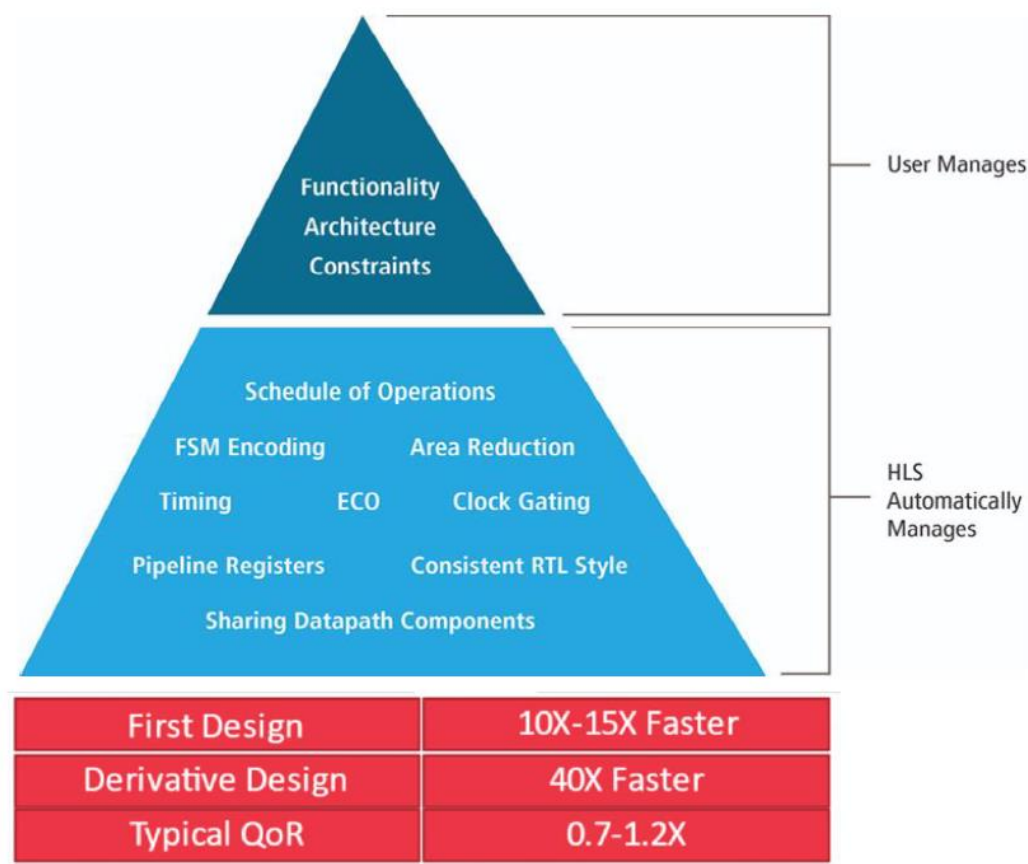 Functionality
Architecture
Constraints
User Manages
Schedule of Operations
FSM Encoding
Area Reduction
Timing
ECO
Clock Gating
Pipeline Registers
Consistent RTL Style
Sharing Datapath Components
HLS
Automatically
Manages
First Design
10X-15X Faster
Derivative Design
40X Faster
Typical QoR
0.7-1.2X